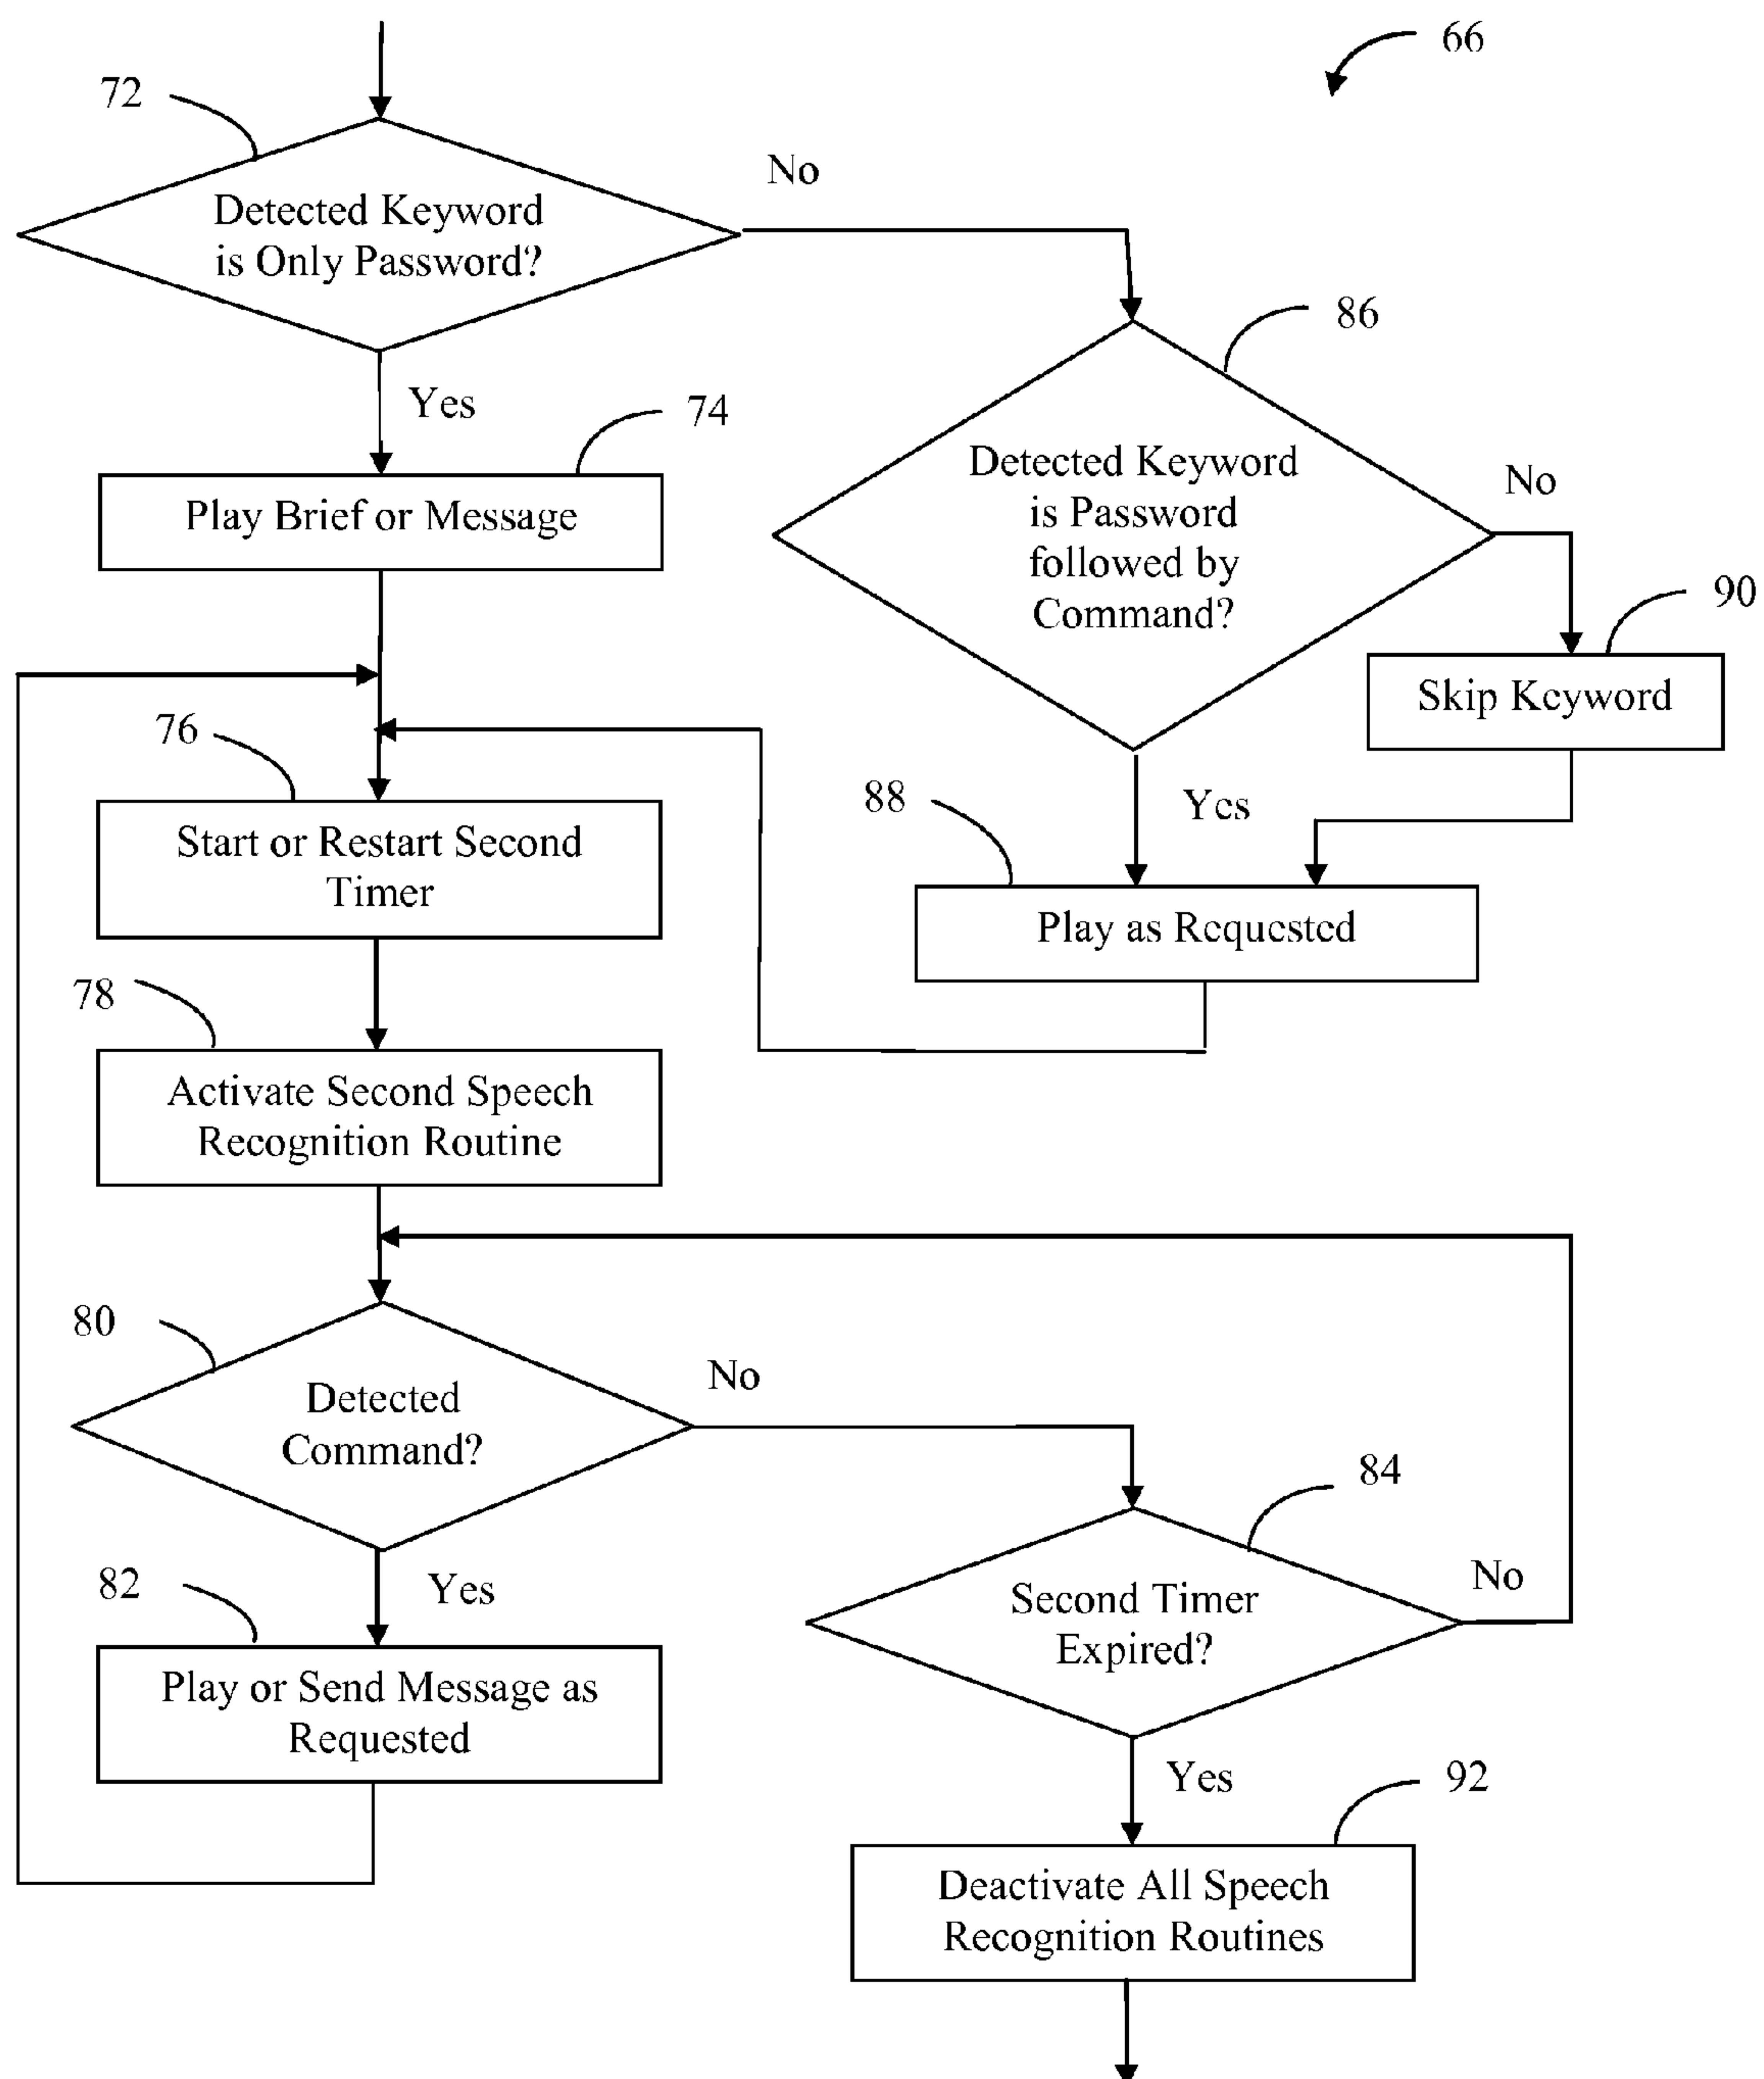 66
72
No
Detected Keyword
is Only Password?
86
Yes
74
Detected Keyword
is Password
followed by
Command?
No
Play Brief or Message
90
Skip Keyword
76
88
Yes
Start or Restart Second
Timer
Play as Requested
78
Activate Second Speech
Recognition Routine
80
No
Detected
Command?
84
82
Yes
Second Timer
Expired?
No
Play or Send Message as
Requested
Yes
92
Deactivate All Speech
Recognition Routines